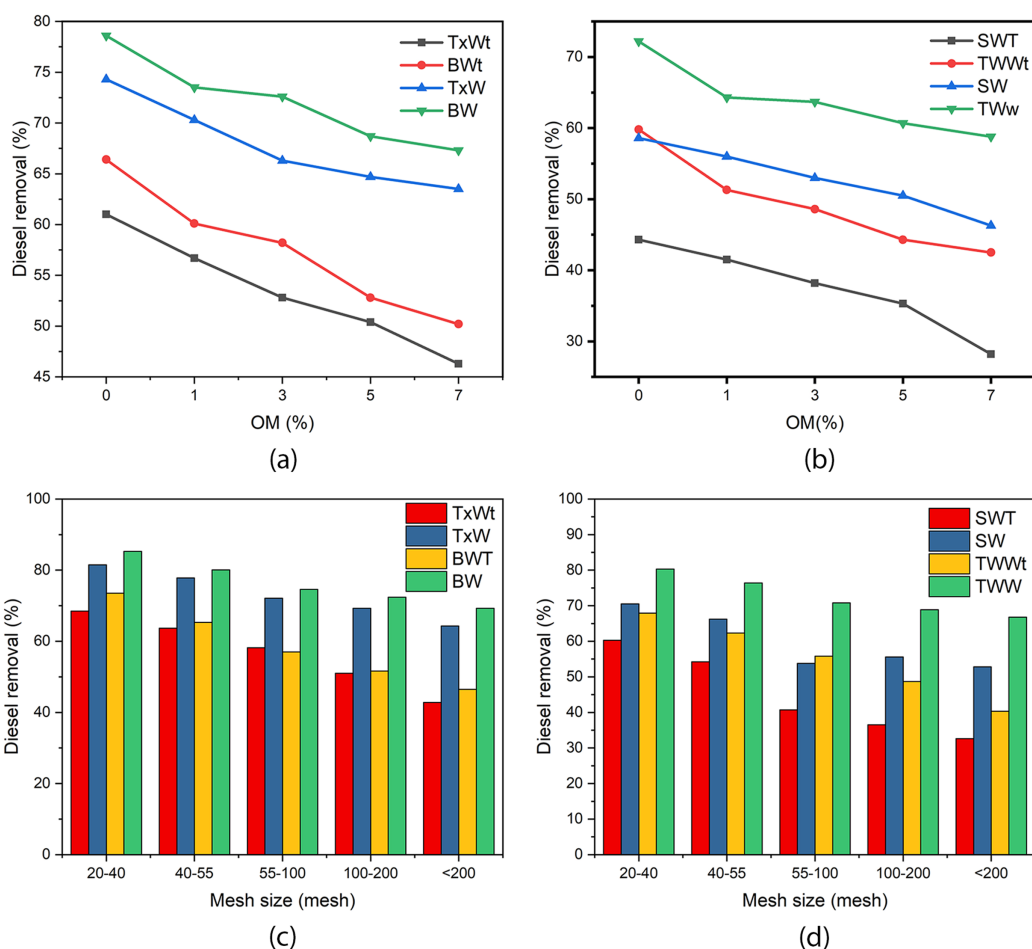 80
75
70
65
60
55
50
45
Diesel removal (%)
0 1 3 5 7
OM (%)
TxWt
BWt
TxW
BW
(a)
70
60
50
40
30
Diesel removal (%)
0 1 3 5 7
OM(%)
SWT
TWWt
SW
TWw
(b)
100
80
60
40
20
0
Diesel removal (%)
20-40 40-55 55-100 100-200 <200
Mesh size (mesh)
TxWt
TxW
BWT
BW
(c)
100
90
80
70
60
50
40
30
20
10
0
Diesel removal (%)
20-40 40-55 55-100 100-200 <200
Mesh size (mesh)
SWT
SW
TWWt
TWW
(d)